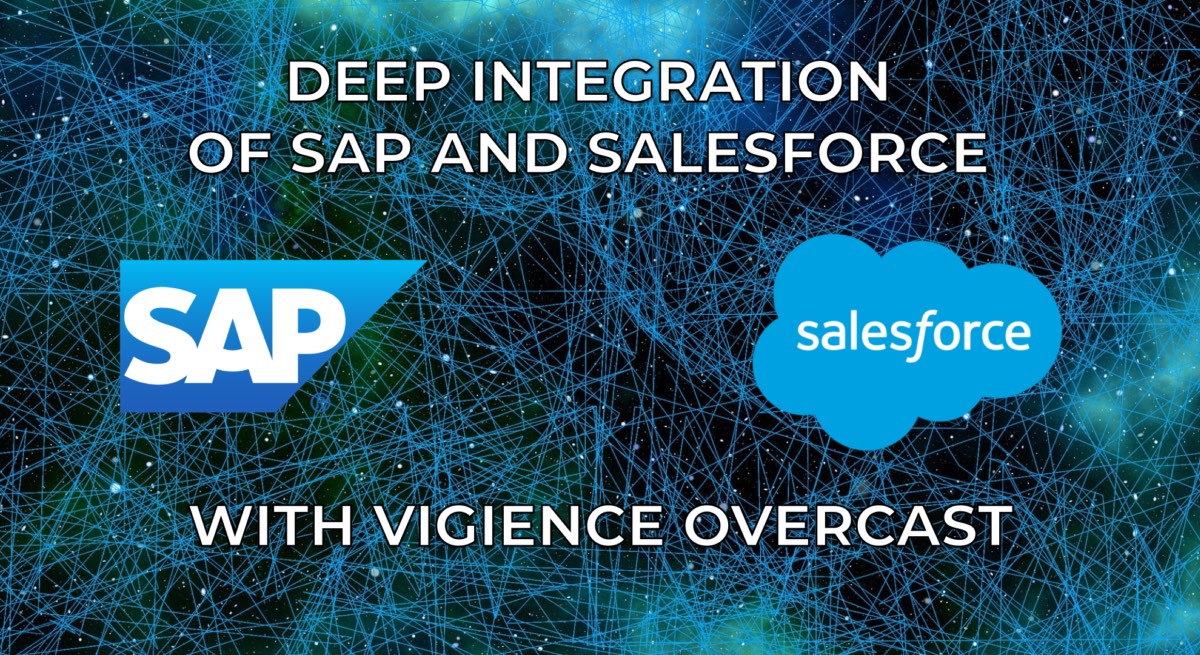 DEEP INTEGRATION
OF SAP AND SALESFORCE
SAP
salesforce
WITH VIGIENCE OVERCAST